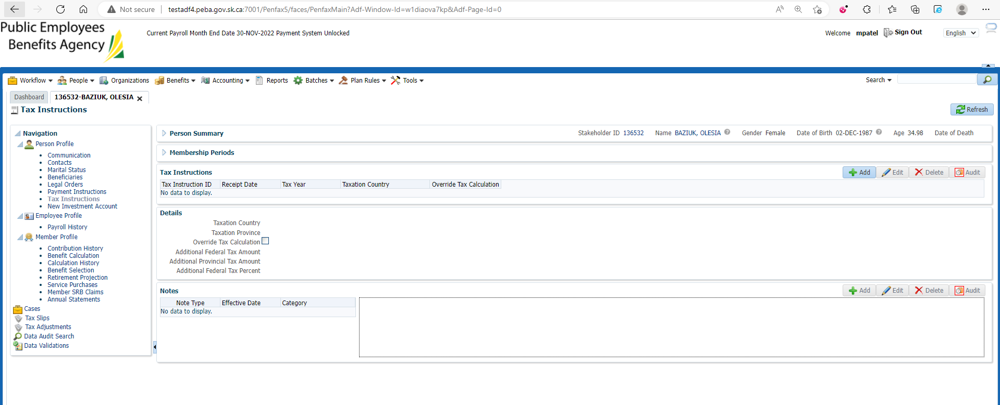 Not secure testadf4.peba.gov.sk.ca:7001/Penfax5/faces/PenfaxMain?Adf-Window-Id=w1diaova7kp&Adf-Page-Id=0
Public Employees
Benefits Agency
Current Payroll Month End Date 30-NOV-2022 Payment System Unlocked
Welcome mpatel Sign Out English
Workflow People Organizations Benefits Accounting Reports Batches Plan Rules Tools Search
Dashboard 136532-BAZIUK, OLESIA
Tax Instructions
Refresh
Navigation
Person Profile
Communication
Contacts
Marital Status
Beneficiaries
Legal Orders
Payment Instructions
Tax Instructions
New Investment Account
Employee Profile
Payroll History
Member Profile
Contribution History
Benefit Calculation
Calculation History
Benefit Selection
Retirement Projection
Service Purchases
Member SRB Claims
Annual Statements
Cases
Tax Slips
Tax Adjustments
Data Audit Search
Data Validations
Person Summary Stakeholder ID 136532 Name BAZIUK, OLESIA Gender Female Date of Birth 02-DEC-1987 Age 34.98 Date of Death
Membership Periods
Tax Instructions Add Edit Delete Audit
Tax Instruction ID Receipt Date Tax Year Taxation Country Override Tax Calculation
No data to display.
Details
Taxation Country
Taxation Province
Override Tax Calculation
Additional Federal Tax Amount
Additional Provincial Tax Amount
Additional Federal Tax Percent
Notes Add Edit Delete Audit
Note Type Effective Date Category
No data to display.